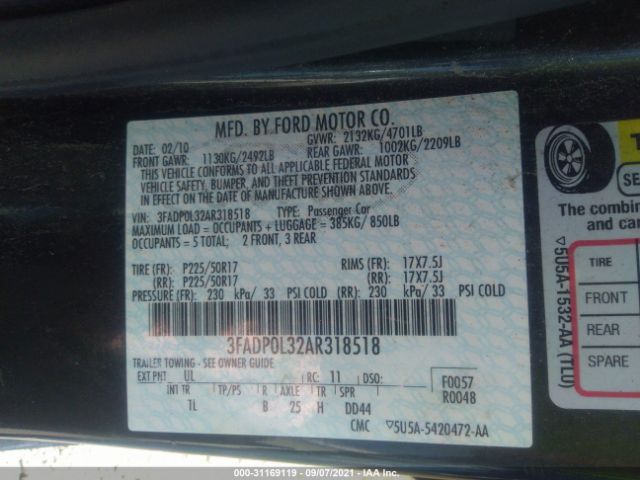 MFD. BY FORD MOTOR CO.
DATE: 02/10 GVWR: 2132KG/4701LB
FRONT GAWR: 1130KG/2492LB REAR GAWR: 1002KG/2209LB
THIS VEHICLE CONFORMS TO ALL APPLICABLE FEDERAL MOTOR
VEHICLE SAFETY, BUMPER, AND THEFT PREVENTION STANDARDS
IN EFFECT ON THE DATE OF MANUFACTURE SHOWN ABOVE.
VIN: 3FADP0L32AR318518 TYPE: Passenger Car
MAXIMUM LOAD = OCCUPANTS + LUGGAGE = 385KG/ 850LB
OCCUPANTS = 5 TOTAL; 2 FRONT, 3 REAR
TIRE (FR): P225/50R17 RIMS (FR): 17X7.5J
(RR): P225/50R17 (RR): 17X7.5J
PRESSURE (FR): 230 kPa/ 33 PSI COLD (RR): 230 kPa/ 33 PSI COLD
3FADP0L32AR318518
TRAILER TOWING - SEE OWNER GUIDE
EXT PNT: UL RC: 11 DSO: F0057
INT TR TP/PS R AXLE TR SPR R0048
TL B 25 H DD44
CMC ▽5U5A-5420472-AA
T
SE
The combin
and car
TIRE
FRONT
REAR
SPARE
▽5U5A-1532-AA (TL0)
000-31169119 - 09/07/2021 - IAA Inc.